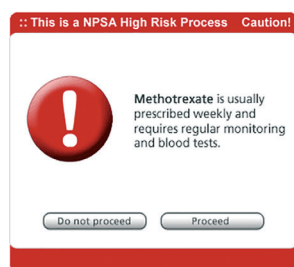 :: This is a NPSA High Risk Process Caution!
Methotrexate is usually
prescribed weekly and
requires regular monitoring
and blood tests.
Do not proceed Proceed